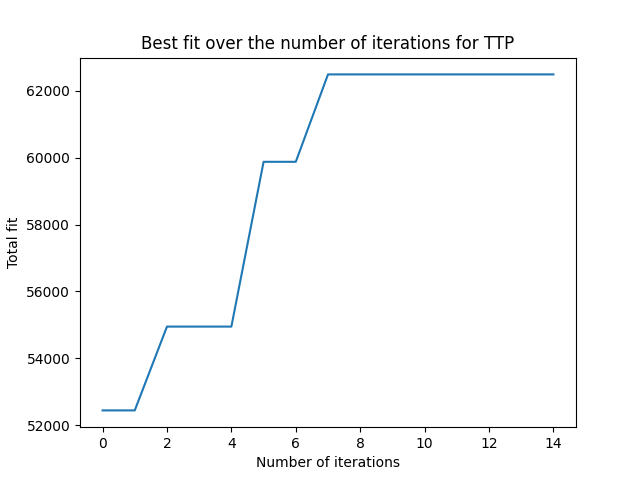 Best fit over the number of iterations for TTP
Total fit
62000
60000
58000
56000
54000
52000
0 2 4 6 8 10 12 14
Number of iterations